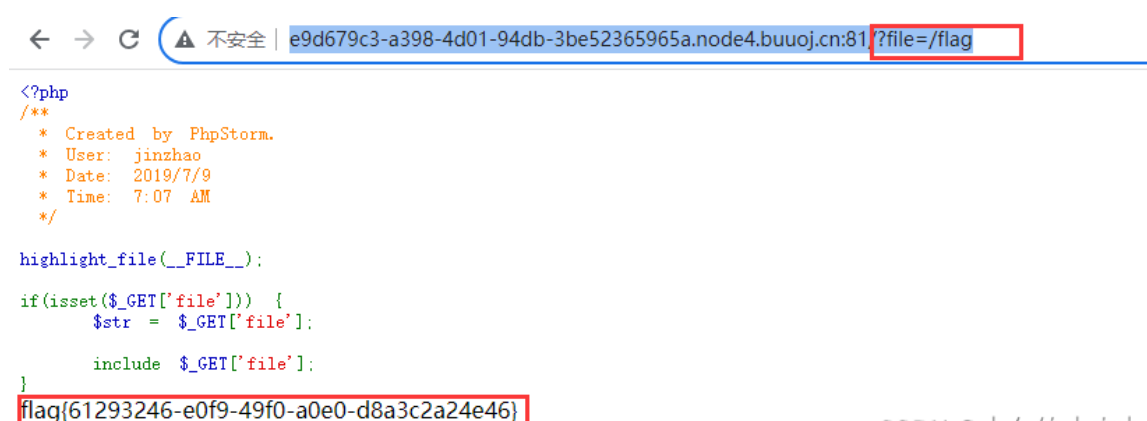 不安全 | e9d679c3-a398-4d01-94db-3be52365965a.node4.buuoj.cn:81/?file=/flag
<?php
/**
* Created by PhpStorm.
* User: jinzhao
* Date: 2019/7/9
* Time: 7:07 AM
*/
highlight_file(__FILE__);
if(isset($_GET['file'])) {
$str = $_GET['file'];
include $_GET['file'];
}
flag{61293246-e0f9-49f0-a0e0-d8a3c2a24e46}